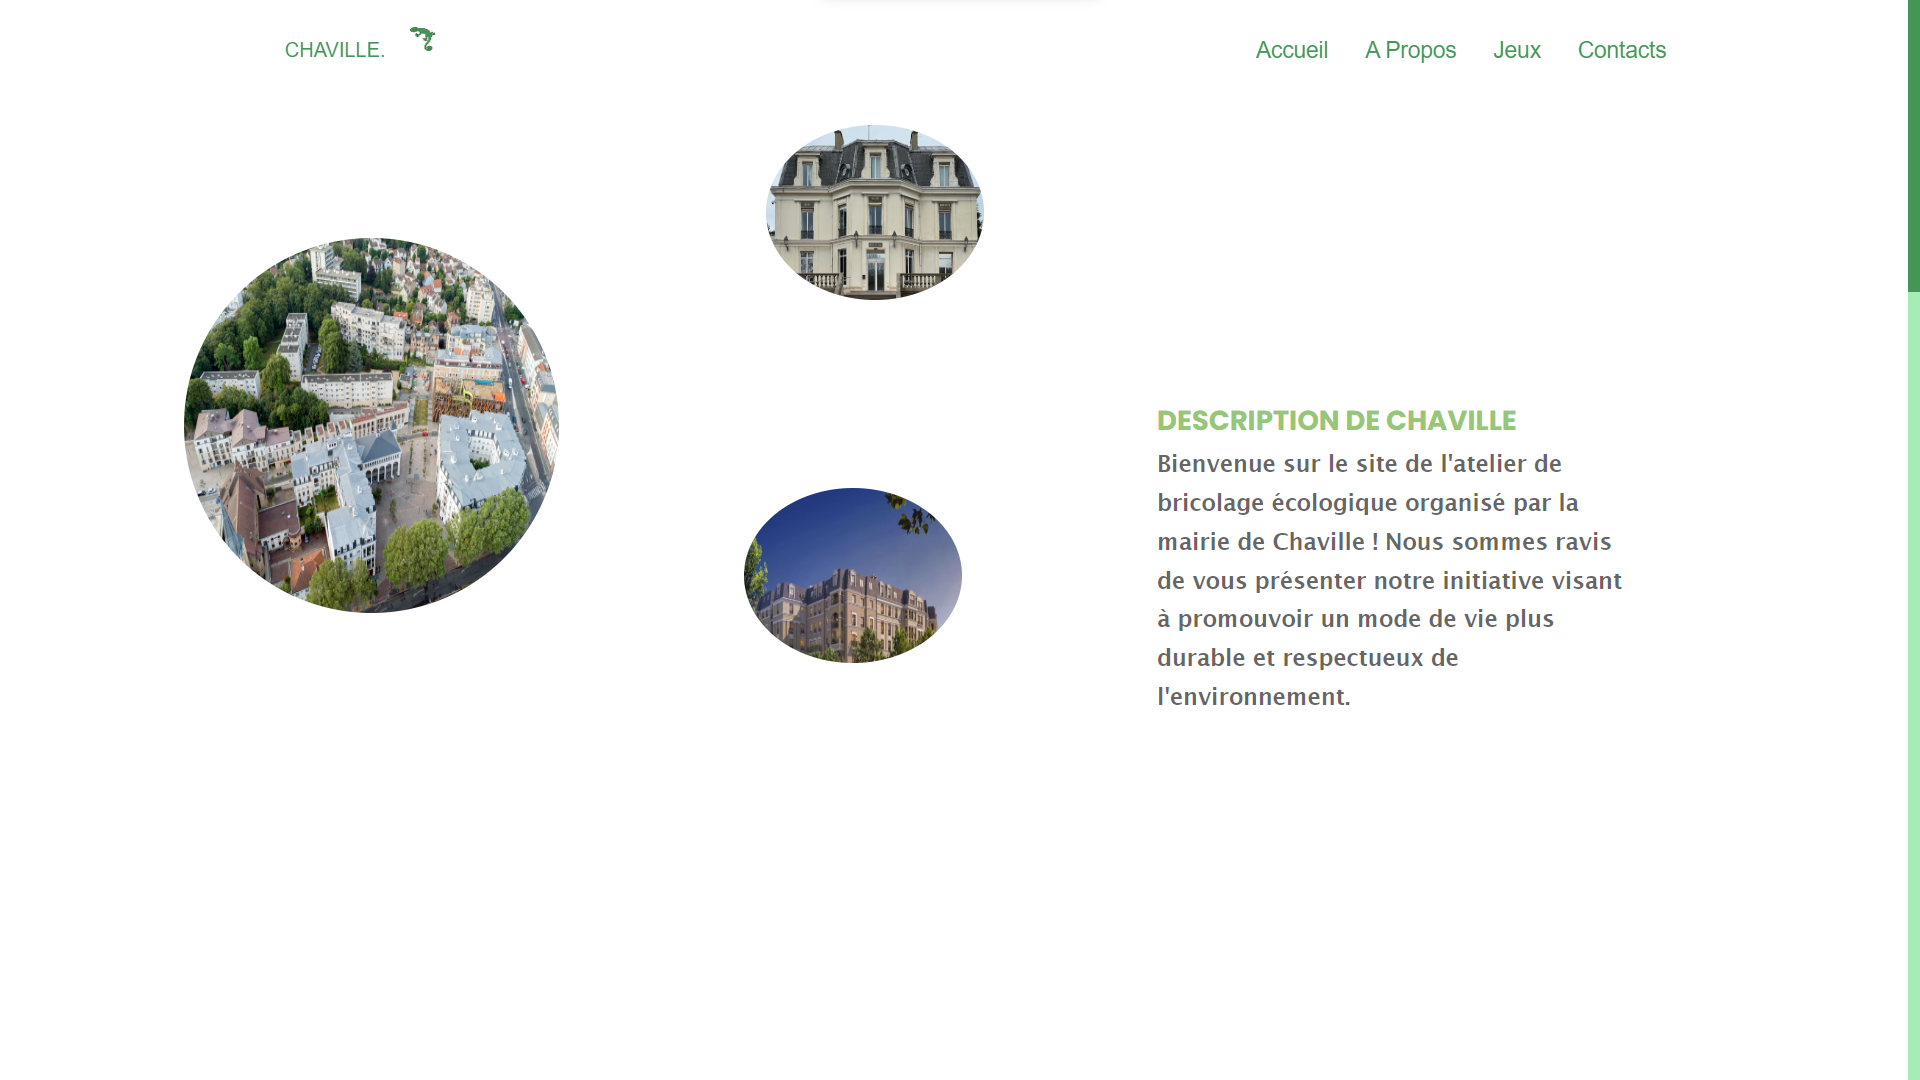 CHAVILLE.
Accueil
A Propos
Jeux
Contacts
DESCRIPTION DE CHAVILLE
Bienvenue sur le site de l'atelier de
bricolage écologique organisé par la
mairie de Chaville ! Nous sommes ravis
de vous présenter notre initiative visant
à promouvoir un mode de vie plus
durable et respectueux de
l'environnement.